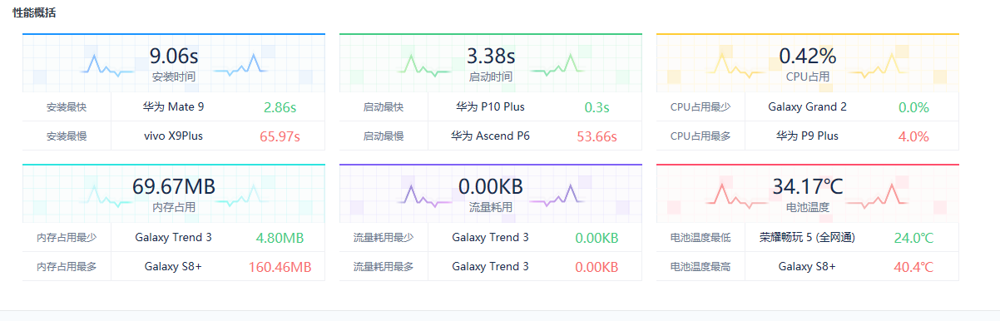 性能概括
9.06s
安装时间
安装最快 华为 Mate 9 2.86s
安装最慢 vivo X9Plus 65.97s
3.38s
启动时间
启动最快 华为 P10 Plus 0.3s
启动最慢 华为 Ascend P6 53.66s
0.42%
CPU占用
CPU占用最少 Galaxy Grand 2 0.0%
CPU占用最多 华为 P9 Plus 4.0%
69.67MB
内存占用
内存占用最少 Galaxy Trend 3 4.80MB
内存占用最多 Galaxy S8+ 160.46MB
0.00KB
流量耗用
流量耗用最少 Galaxy Trend 3 0.00KB
流量耗用最多 Galaxy Trend 3 0.00KB
34.17℃
电池温度
电池温度最低 荣耀畅玩 5 (全网通) 24.0℃
电池温度最高 Galaxy S8+ 40.4℃